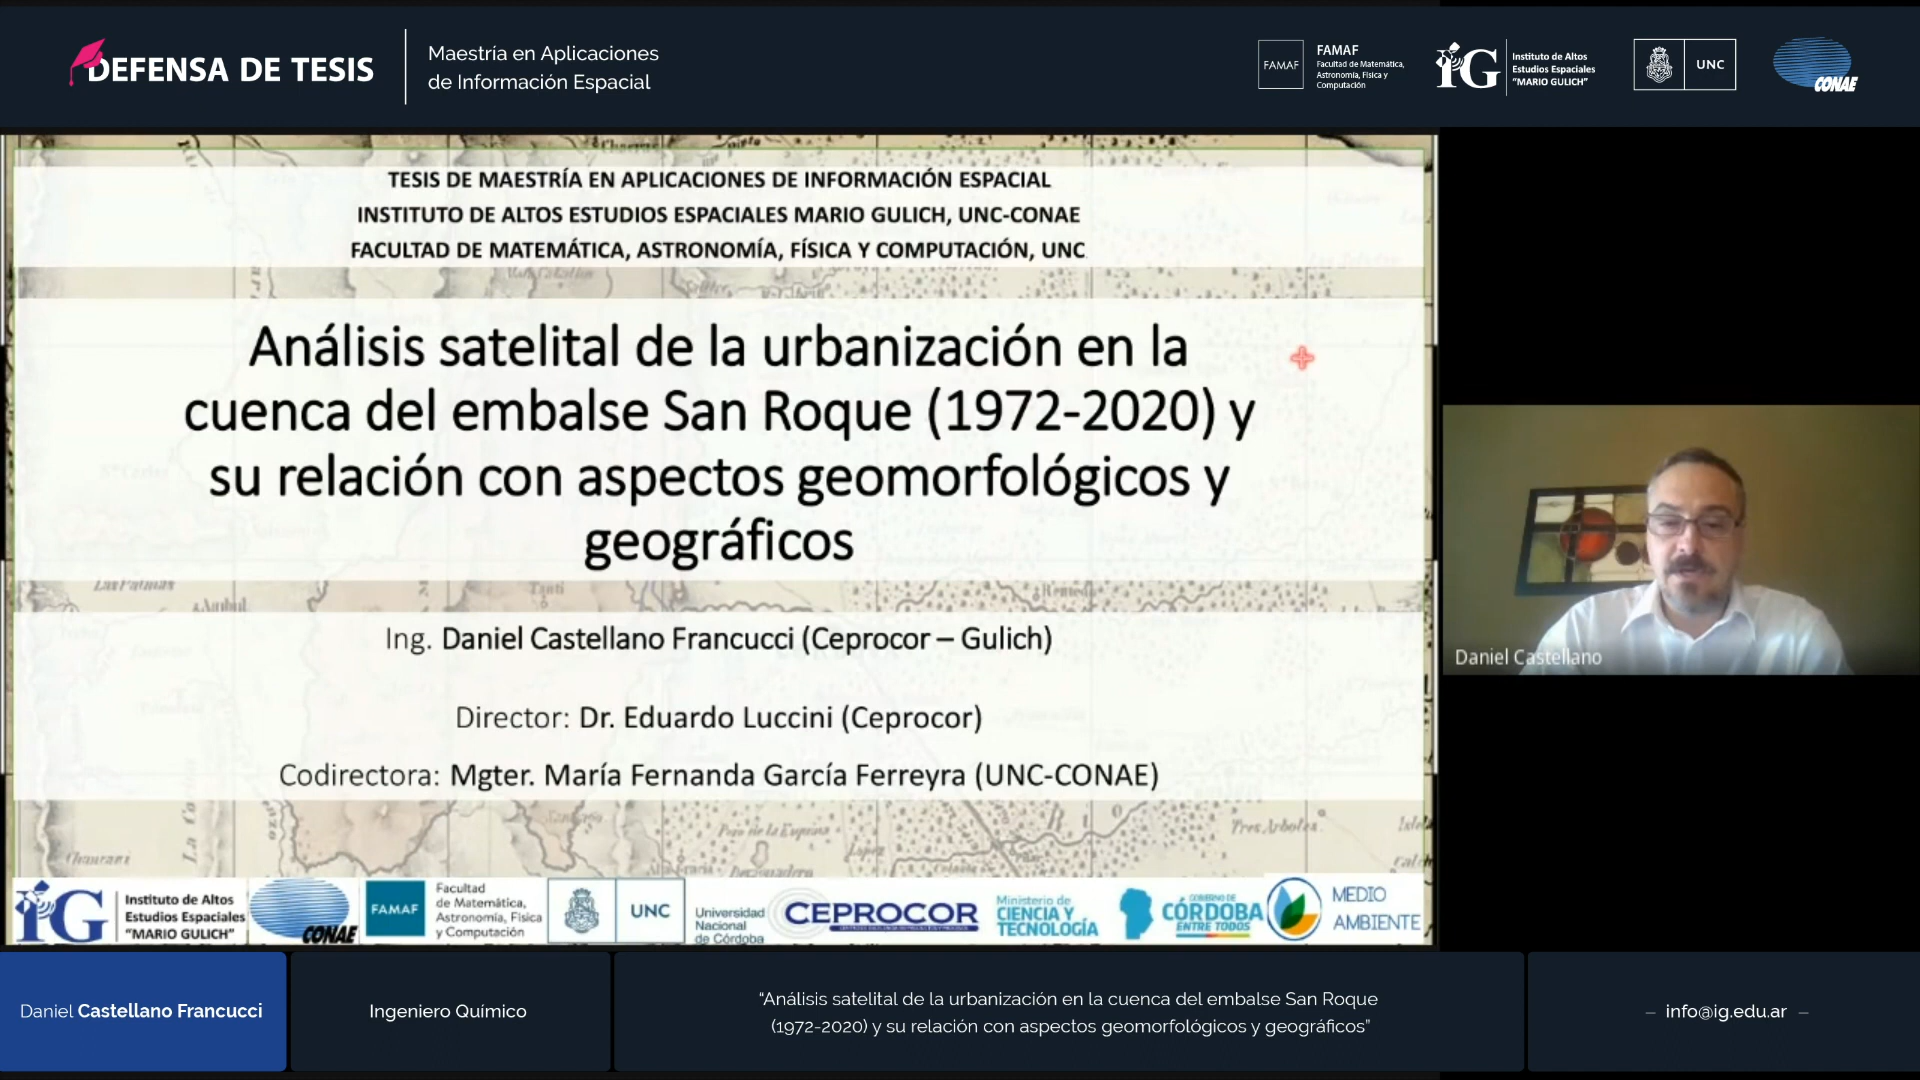 DEFENSA DE TESIS
Maestría en Aplicaciones
de Información Espacial
FAMAF
FAMAF
Facultad de Matemática,
Astronomía, Física y
Computación
iG
Instituto de Altos
Estudios Espaciales
"MARIO GULICH"
UNC
CONAE
TESIS DE MAESTRÍA EN APLICACIONES DE INFORMACIÓN ESPACIAL
INSTITUTO DE ALTOS ESTUDIOS ESPACIALES MARIO GULICH, UNC-CONAE
FACULTAD DE MATEMÁTICA, ASTRONOMÍA, FÍSICA Y COMPUTACIÓN, UNC
Análisis satelital de la urbanización en la
cuenca del embalse San Roque (1972-2020) y
su relación con aspectos geomorfológicos y
geográficos
Las Palmas
Tanti
Ing. Daniel Castellano Francucci (Ceprocor – Gulich)
Director: Dr. Eduardo Luccini (Ceprocor)
Codirectora: Mgter. María Fernanda García Ferreyra (UNC-CONAE)
Tres Arboles
Chancani
Daniel Castellano
iG
Instituto de Altos
Estudios Espaciales
"MARIO GULICH"
CONAE
FAMAF
Facultad
de Matemática,
Astronomía, Física
y Computación
UNC
Universidad
Nacional
de Córdoba
CEPROCOR
Ministerio de
CIENCIA Y
TECNOLOGÍA
GOBIERNO DE
CÓRDOBA
ENTRE TODOS
MEDIO
AMBIENTE
Daniel Castellano Francucci
Ingeniero Químico
“Análisis satelital de la urbanización en la cuenca del embalse San Roque
(1972-2020) y su relación con aspectos geomorfológicos y geográficos”
– info@ig.edu.ar –